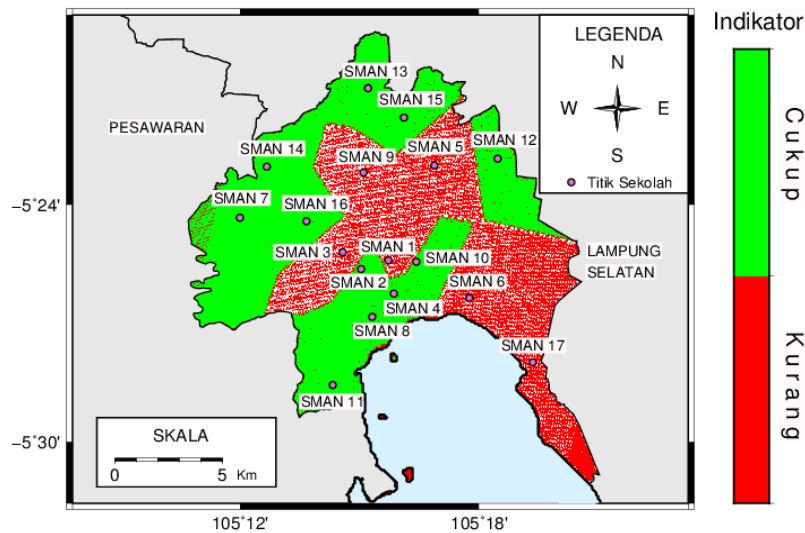 Indikator
LEGENDA
N
W
E
S
Titik Sekolah
SMAN 13
SMAN 15
PESAWARAN
SMAN 14
SMAN 9
SMAN 5
SMAN 12
SMAN 7
SMAN 16
−5˚24'
SMAN 3
SMAN 1
SMAN 10
LAMPUNG
SELATAN
SMAN 2
SMAN 6
SMAN 4
SMAN 8
SMAN 17
SMAN 11
SKALA
0
5
Km
−5˚30'
105˚12'
105˚18'
Cukup
Kurang